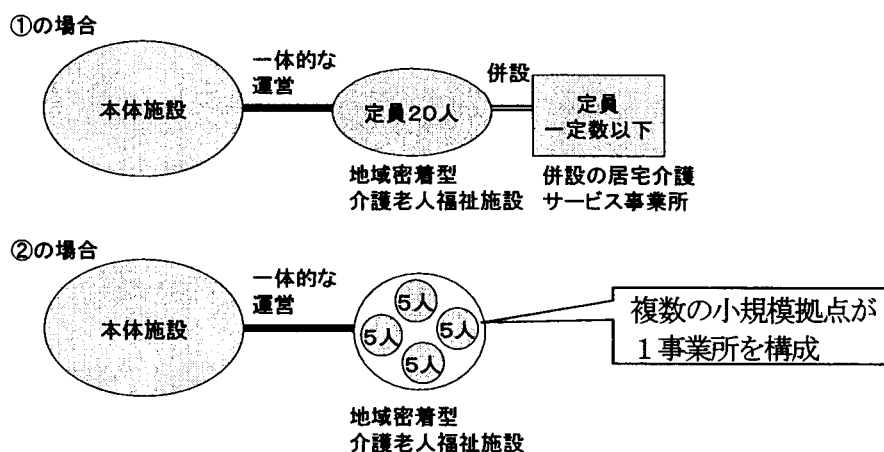 ①の場合
一体的な
運営
併設
本体施設
定員20人
定員
一定数以下
地域密着型
介護老人福祉施設
併設の居宅介護
サービス事業所
②の場合
一体的な
運営
本体施設
5人
5人
5人
5人
複数の小規模拠点が
1事業所を構成
地域密着型
介護老人福祉施設